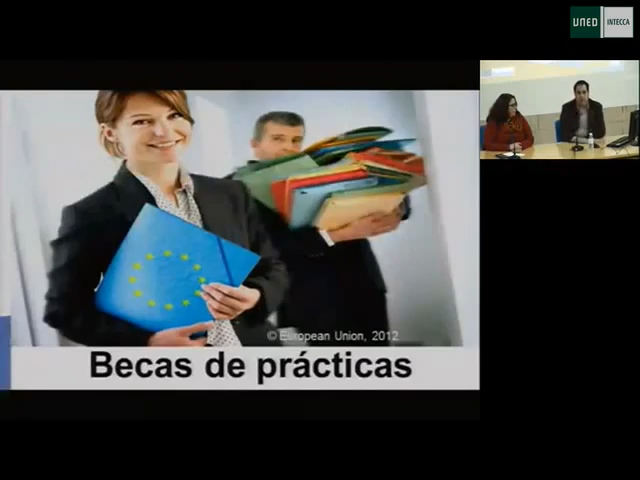 UNED
INTECCA
© European Union, 2012
Becas de prácticas